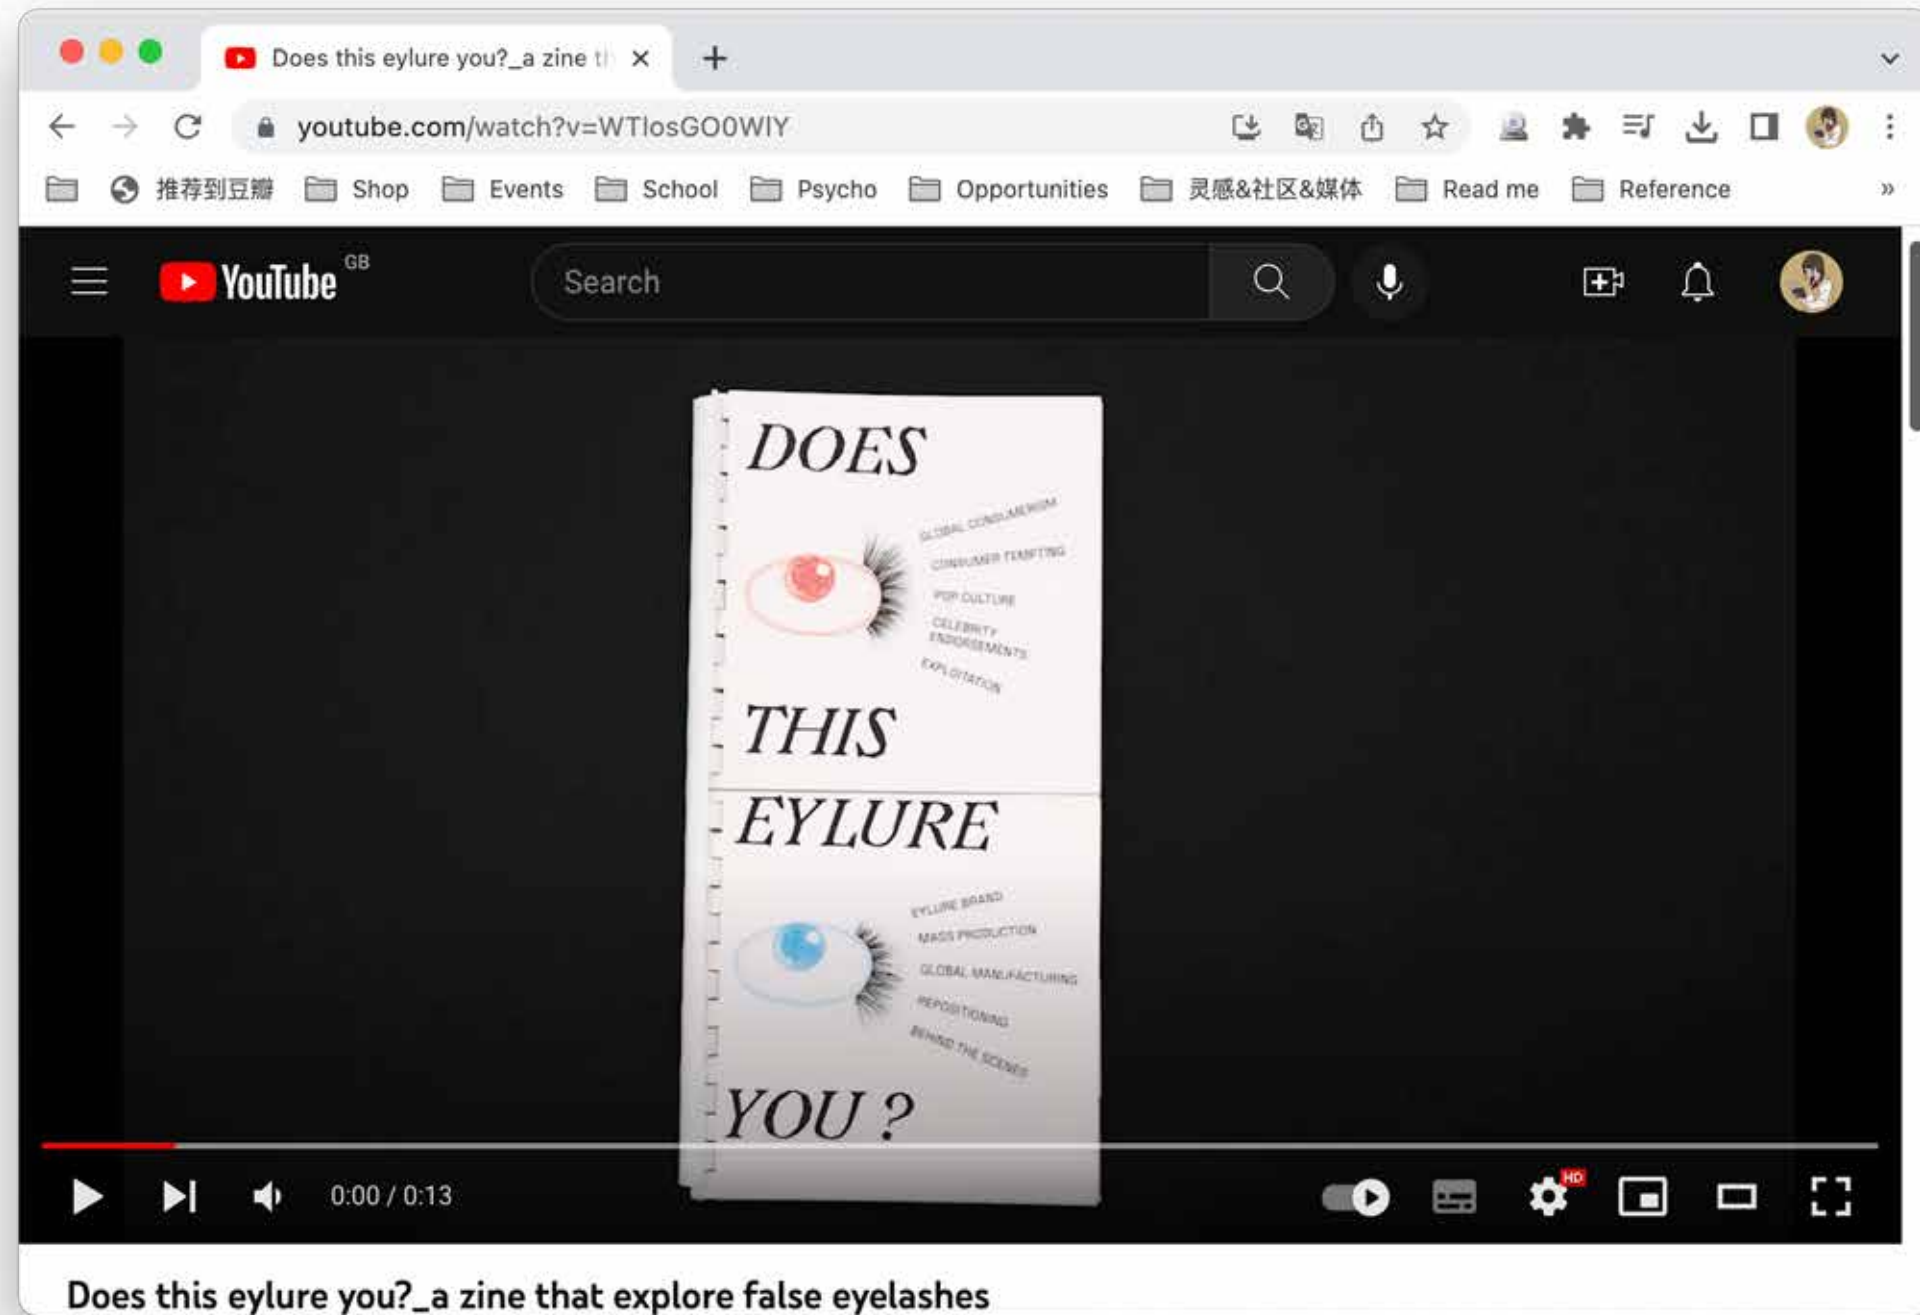 Does this eylure you?_a zine th
youtube.com/watch?v=WTlosGO0WlY
推荐到豆瓣 Shop Events School Psycho Opportunities 灵感&社区&媒体 Read me Reference »
YouTube GB Search
DOES
GLOBAL CONSUMERISM
CONSUMER TEMPTING
POP CULTURE
CELEBRITY
ENDORSEMENTS
EXPLOITATION
THIS
EYLURE
EYLURE BRAND
MASS PRODUCTION
GLOBAL MANUFACTURING
REPOSITIONING
BEHIND THE SCENES
YOU ?
0:00 / 0:13 HD
Does this eylure you?_a zine that explore false eyelashes